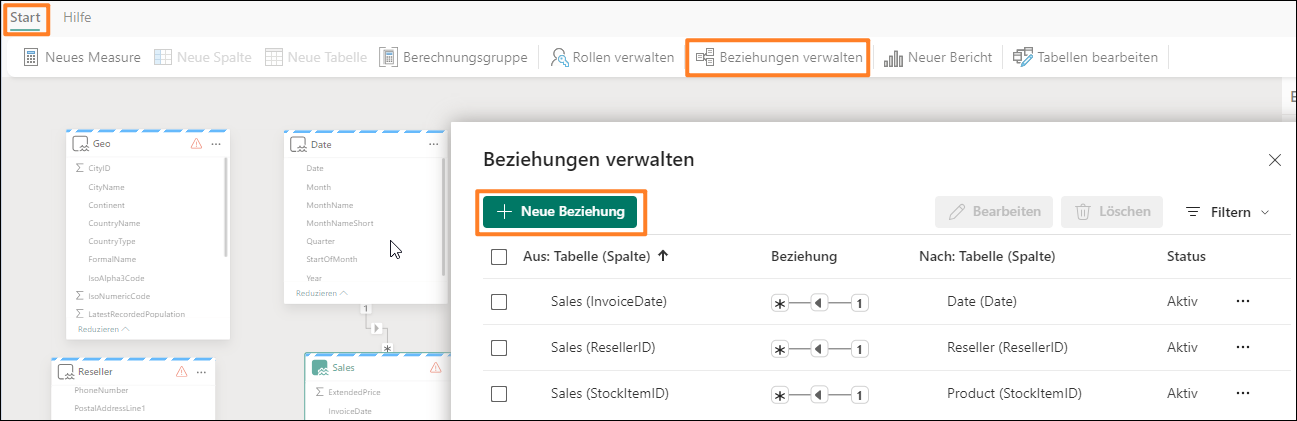 Start Hilfe
Neues Measure Neue Spalte Neue Tabelle Berechnungsgruppe Rollen verwalten Beziehungen verwalten Neuer Bericht Tabellen bearbeiten
Geo
CityID
CityName
Continent
CountryName
CountryType
FormalName
IsoAlpha3Code
IsoNumericCode
LatestRecordedPopulation
Reduzieren
Date
Date
Month
MonthName
MonthNameShort
Quarter
StartOfMonth
Year
Reduzieren
1
*
Reseller
PhoneNumber
PostalAddressLine1
Sales
ExtendedPrice
InvoiceDate
Beziehungen verwalten
Neue Beziehung Bearbeiten Löschen Filtern
Aus: Tabelle (Spalte) Beziehung Nach: Tabelle (Spalte) Status
Sales (InvoiceDate) * 1 Date (Date) Aktiv
Sales (ResellerID) * 1 Reseller (ResellerID) Aktiv
Sales (StockItemID) * 1 Product (StockItemID) Aktiv